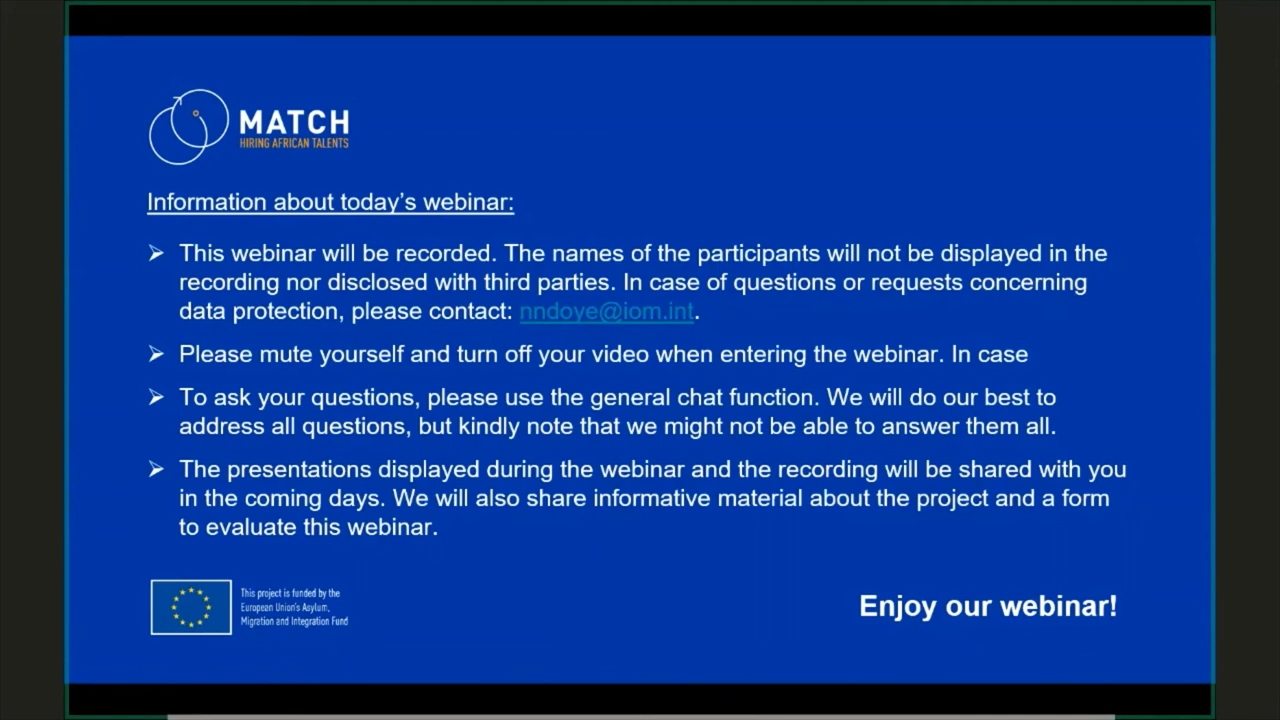 MATCH
HIRING AFRICAN TALENTS
Information about today's webinar:
➢ This webinar will be recorded. The names of the participants will not be displayed in the
recording nor disclosed with third parties. In case of questions or requests concerning
data protection, please contact: nndoye@iom.int.
➢ Please mute yourself and turn off your video when entering the webinar. In case
➢ To ask your questions, please use the general chat function. We will do our best to
address all questions, but kindly note that we might not be able to answer them all.
➢ The presentations displayed during the webinar and the recording will be shared with you
in the coming days. We will also share informative material about the project and a form
to evaluate this webinar.
This project is funded by the
European Union's Asylum,
Migration and Integration Fund
Enjoy our webinar!